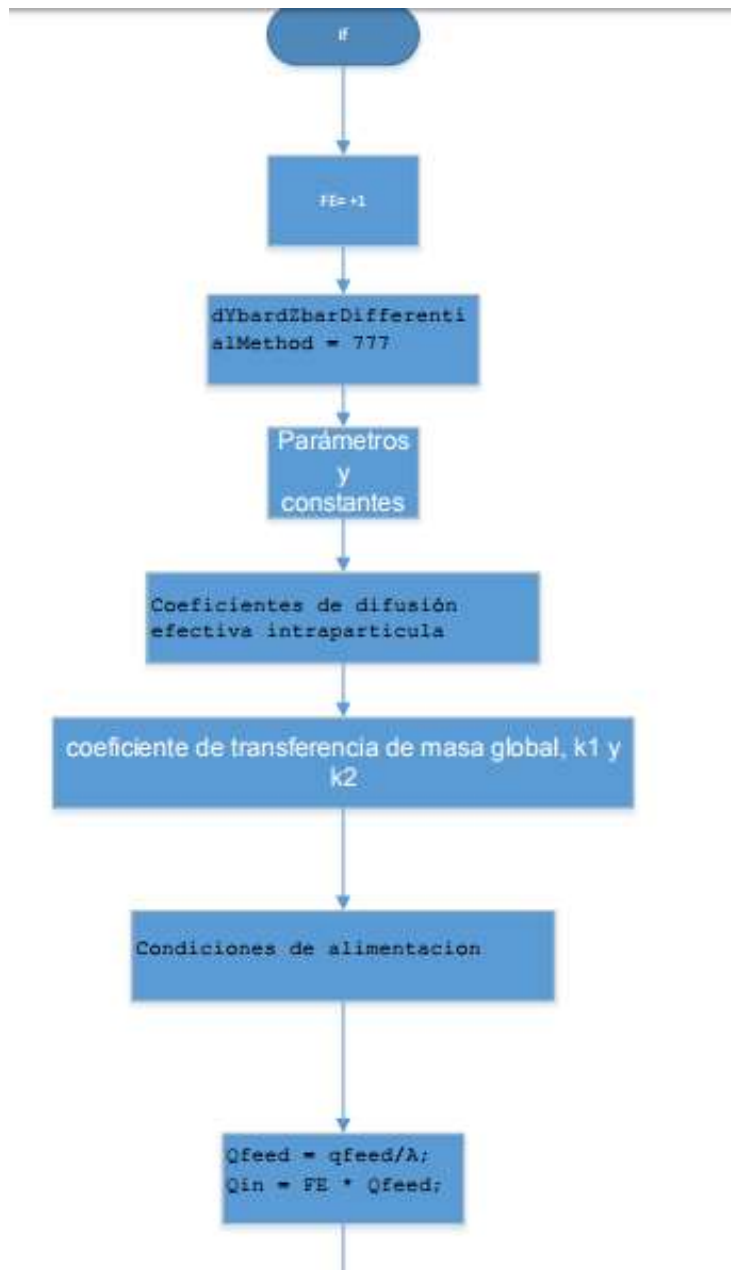 if
FE= +1
dYbardZbarDifferenti
alMethod = 777
Parámetros
y
constantes
Coeficientes de difusión
efectiva intraparticula
coeficiente de transferencia de masa global, k1 y
k2
Condiciones de alimentacion
Qfeed = qfeed/A;
Qin = FE * Qfeed;